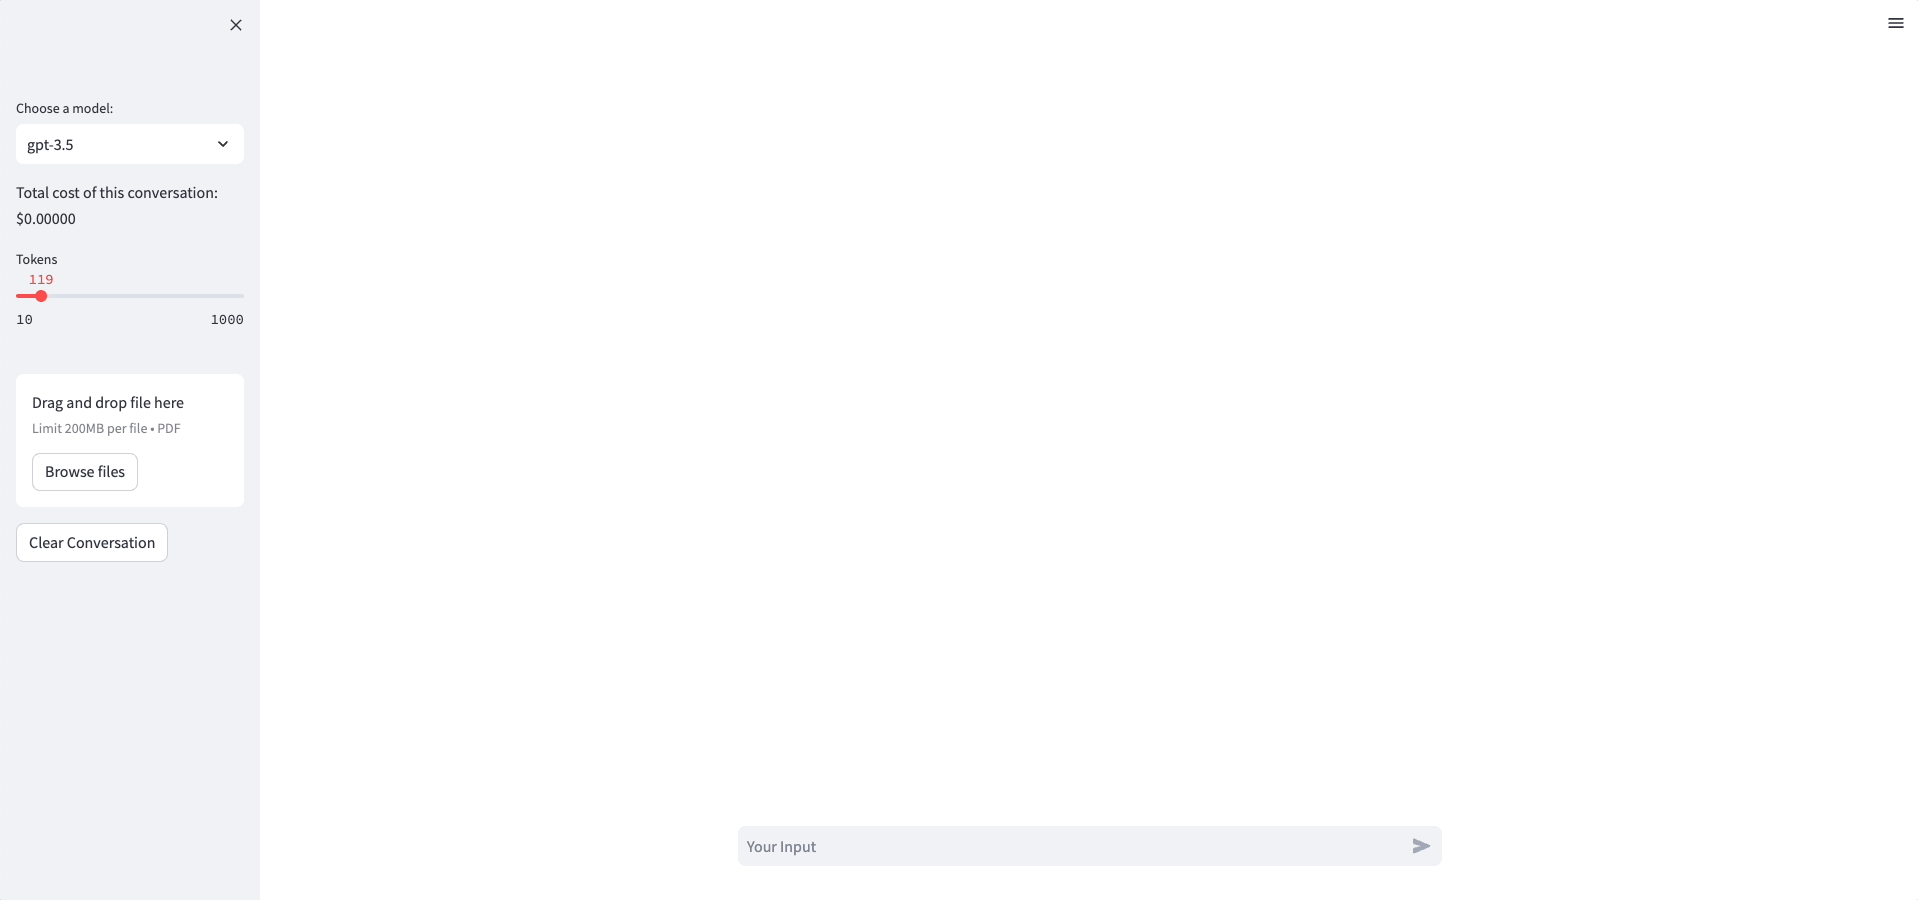 Choose a model:
gpt-3.5
Total cost of this conversation:
$0.00000
Tokens
119
10 1000
Drag and drop file here
Limit 200MB per file • PDF
Browse files
Clear Conversation
Your Input